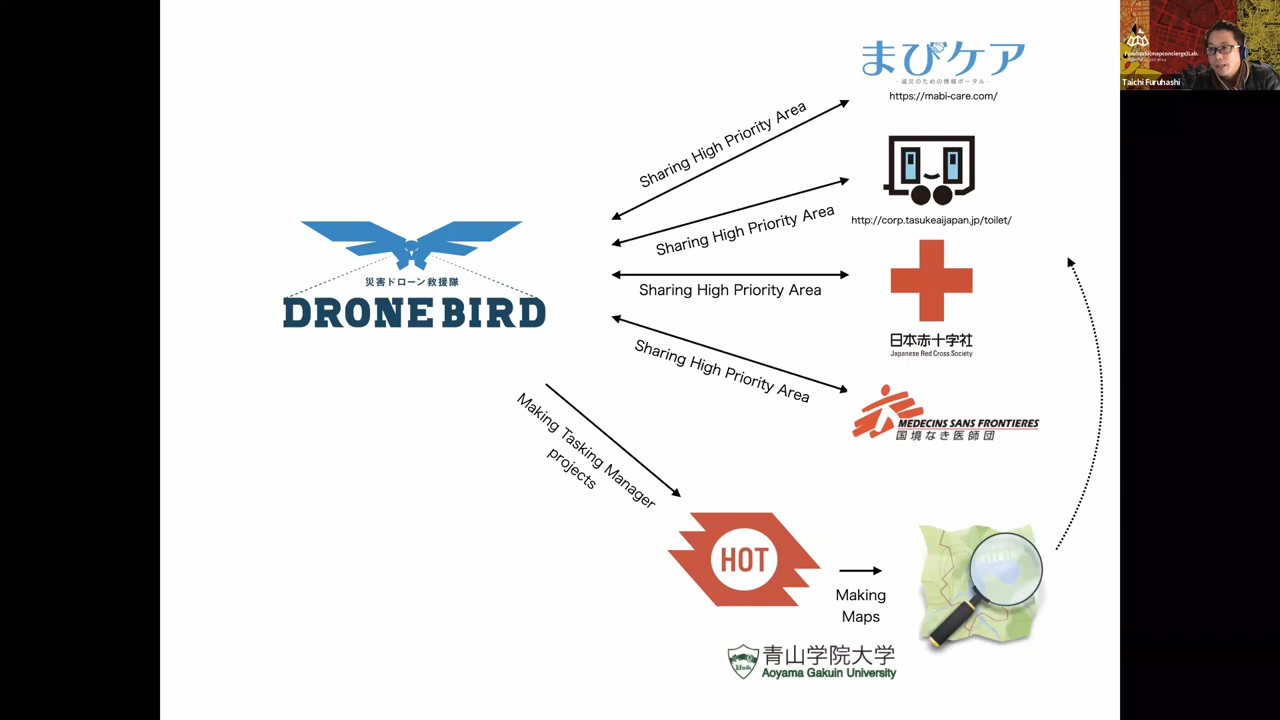 まびケア
- 減災のための情報ポータル -
https://mabi-care.com/
Sharing High Priority Area
http://corp.tasukeaijapan.jp/toilet/
Sharing High Priority Area
災害ドローン救援隊
DRONE BIRD
Sharing High Priority Area
日本赤十字社
Japanese Red Cross Society
Sharing High Priority Area
MEDECINS SANS FRONTIERES
国境なき医師団
Making Tasking Manager
projects
HOT
Making
Maps
青山学院大学
Aoyama Gakuin University
Furuhashi(mapconcierge)Lab.
Taichi Furuhashi